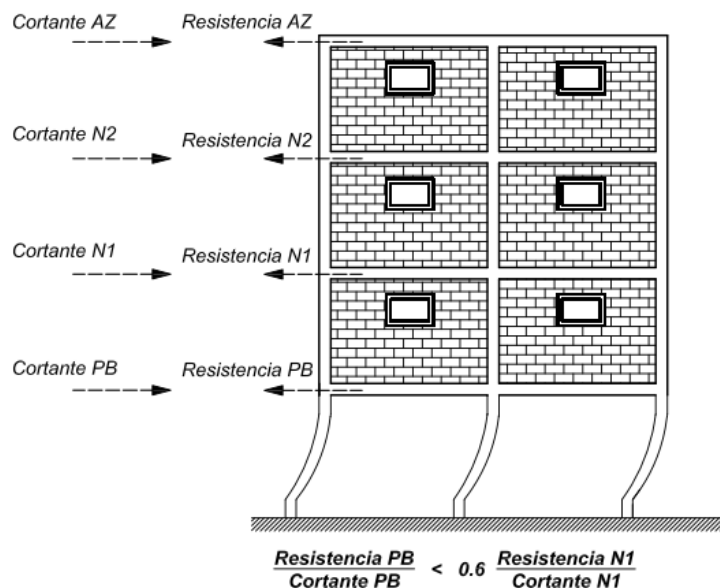 Cortante AZ Resistencia AZ
Cortante N2 Resistencia N2
Cortante N1 Resistencia N1
Cortante PB Resistencia PB
Resistencia PB < 0.6 Resistencia N1
Cortante PB Cortante N1